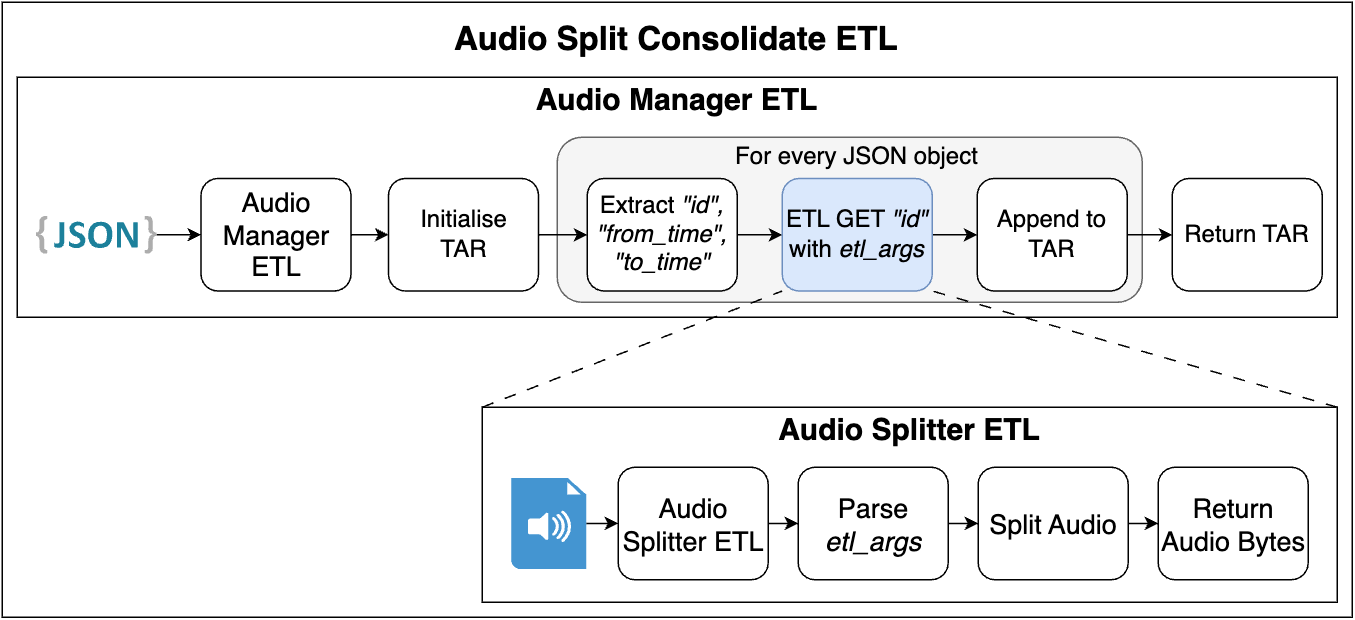 Audio Split Consolidate ETL
Audio Manager ETL
For every JSON object
{JSON}
Audio
Manager
ETL
Initialise
TAR
Extract "id",
"from_time",
"to_time"
ETL GET "id"
with etl_args
Append to
TAR
Return TAR
Audio Splitter ETL
Audio
Splitter ETL
Parse
etl_args
Split Audio
Return
Audio Bytes